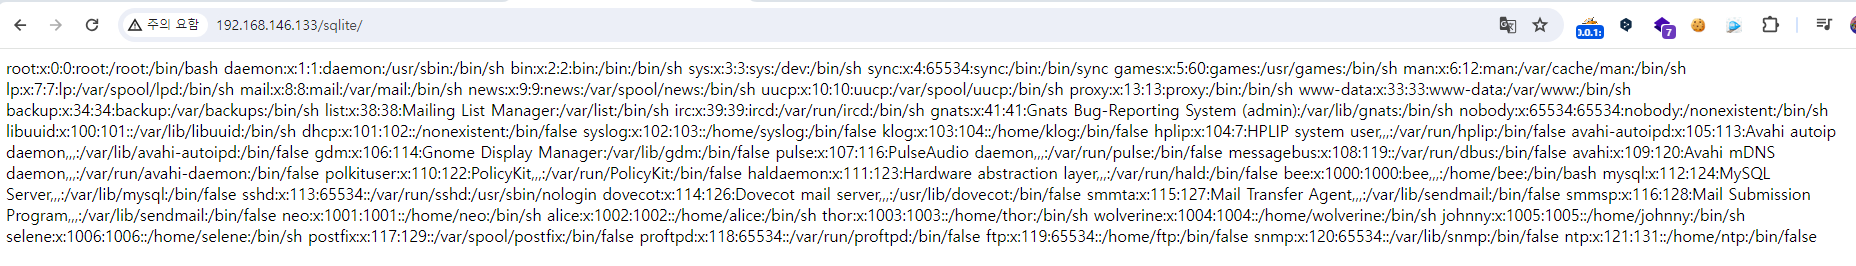 주의 요함 192.168.146.133/sqlite/
0.0.1:
7
root:x:0:0:root:/root:/bin/bash daemon:x:1:1:daemon:/usr/sbin:/bin/sh bin:x:2:2:bin:/bin:/bin/sh sys:x:3:3:sys:/dev:/bin/sh sync:x:4:65534:sync:/bin:/bin/sync games:x:5:60:games:/usr/games:/bin/sh man:x:6:12:man:/var/cache/man:/bin/sh
lp:x:7:7:lp:/var/spool/lpd:/bin/sh mail:x:8:8:mail:/var/mail:/bin/sh news:x:9:9:news:/var/spool/news:/bin/sh uucp:x:10:10:uucp:/var/spool/uucp:/bin/sh proxy:x:13:13:proxy:/bin:/bin/sh www-data:x:33:33:www-data:/var/www:/bin/sh
backup:x:34:34:backup:/var/backups:/bin/sh list:x:38:38:Mailing List Manager:/var/list:/bin/sh irc:x:39:39:ircd:/var/run/ircd:/bin/sh gnats:x:41:41:Gnats Bug-Reporting System (admin):/var/lib/gnats:/bin/sh nobody:x:65534:65534:nobody:/nonexistent:/bin/sh
libuuid:x:100:101::/var/lib/libuuid:/bin/sh dhcp:x:101:102::/nonexistent:/bin/false syslog:x:102:103::/home/syslog:/bin/false klog:x:103:104::/home/klog:/bin/false hplip:x:104:7:HPLIP system user,,,:/var/run/hplip:/bin/false avahi-autoipd:x:105:113:Avahi autoip
daemon,,,:/var/lib/avahi-autoipd:/bin/false gdm:x:106:114:Gnome Display Manager:/var/lib/gdm:/bin/false pulse:x:107:116:PulseAudio daemon,,,:/var/run/pulse:/bin/false messagebus:x:108:119::/var/run/dbus:/bin/false avahi:x:109:120:Avahi mDNS
daemon,,,:/var/run/avahi-daemon:/bin/false polkituser:x:110:122:PolicyKit,,,:/var/run/PolicyKit:/bin/false haldaemon:x:111:123:Hardware abstraction layer,,,:/var/run/hald:/bin/false bee:x:1000:1000:bee,,,:/home/bee:/bin/bash mysql:x:112:124:MySQL
Server,,,:/var/lib/mysql:/bin/false sshd:x:113:65534::/var/run/sshd:/usr/sbin/nologin dovecot:x:114:126:Dovecot mail server,,,:/usr/lib/dovecot:/bin/false smmta:x:115:127:Mail Transfer Agent,,,:/var/lib/sendmail:/bin/false smmsp:x:116:128:Mail Submission
Program,,,:/var/lib/sendmail:/bin/false neo:x:1001:1001::/home/neo:/bin/sh alice:x:1002:1002::/home/alice:/bin/sh thor:x:1003:1003::/home/thor:/bin/sh wolverine:x:1004:1004::/home/wolverine:/bin/sh johnny:x:1005:1005::/home/johnny:/bin/sh
selene:x:1006:1006::/home/selene:/bin/sh postfix:x:117:129::/var/spool/postfix:/bin/false proftpd:x:118:65534::/var/run/proftpd:/bin/false ftp:x:119:65534::/home/ftp:/bin/false snmp:x:120:65534::/var/lib/snmp:/bin/false ntp:x:121:131::/home/ntp:/bin/false